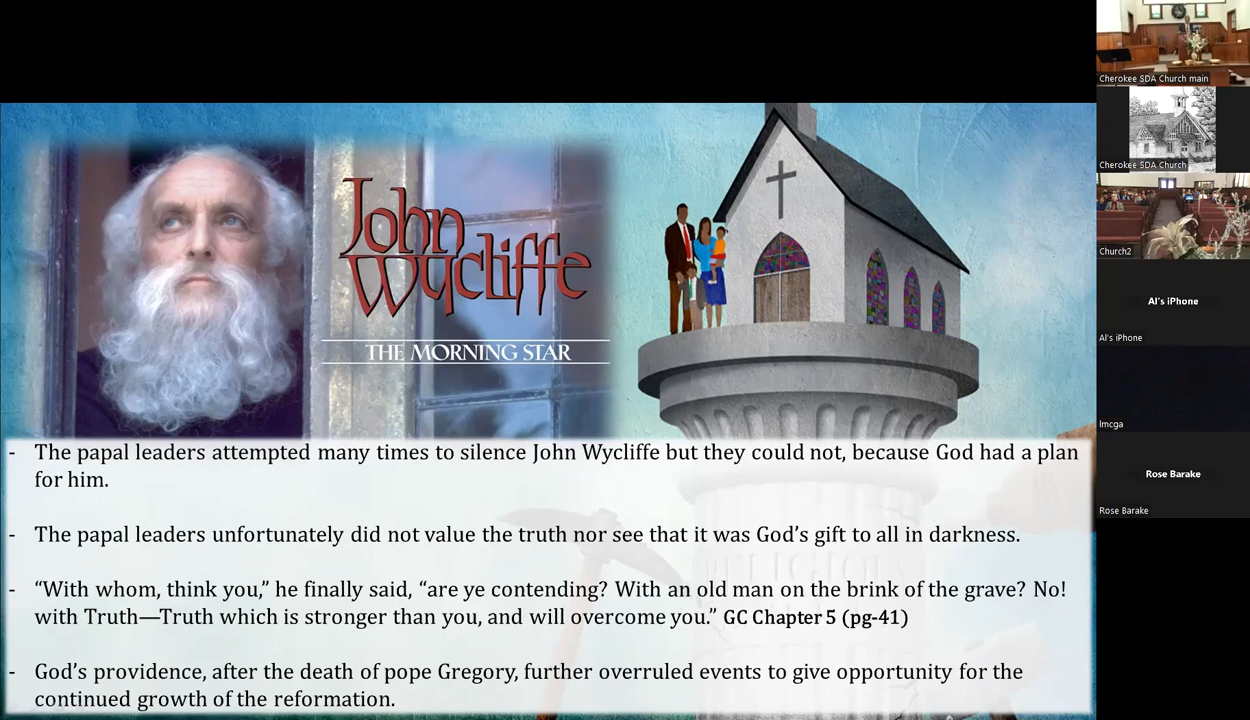 John
Wycliffe
THE MORNING STAR
- The papal leaders attempted many times to silence John Wycliffe but they could not, because God had a plan
for him.
- The papal leaders unfortunately did not value the truth nor see that it was God’s gift to all in darkness.
- “With whom, think you,” he finally said, “are ye contending? With an old man on the brink of the grave? No!
with Truth—Truth which is stronger than you, and will overcome you.” GC Chapter 5 (pg-41)
- God’s providence, after the death of pope Gregory, further overruled events to give opportunity for the
continued growth of the reformation.
Cherokee SDA Church main
Cherokee SDA Church
Church2
Al's iPhone
Al's iPhone
lmcga
Rose Barake
Rose Barake